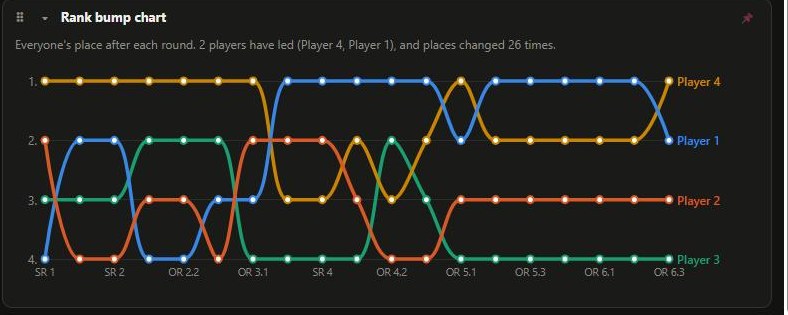 Rank bump chart
Everyone's place after each round. 2 players have led (Player 4, Player 1), and places changed 26 times.
1.
Player 4
2.
Player 1
3.
Player 2
4.
Player 3
SR 1 SR 2 OR 2.2 OR 3.1 SR 4 OR 4.2 OR 5.1 OR 5.3 OR 6.1 OR 6.3